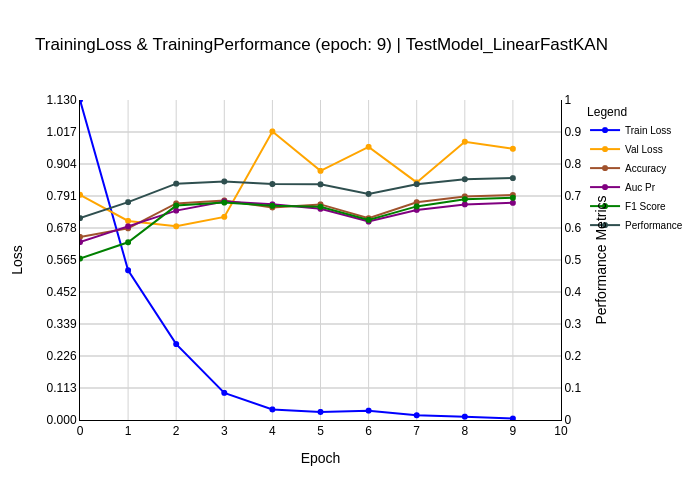 TrainingLoss & TrainingPerformance (epoch: 9) | TestModel_LinearFastKAN
1.130
1.017
0.904
0.791
0.678
0.565
0.452
0.339
0.226
0.113
0.000
Loss
0 1 2 3 4 5 6 7 8 9 10
Epoch
1
0.9
0.8
0.7
0.6
0.5
0.4
0.3
0.2
0.1
0
Performance Metrics
Legend
Train Loss
Val Loss
Accuracy
Auc Pr
F1 Score
Performance